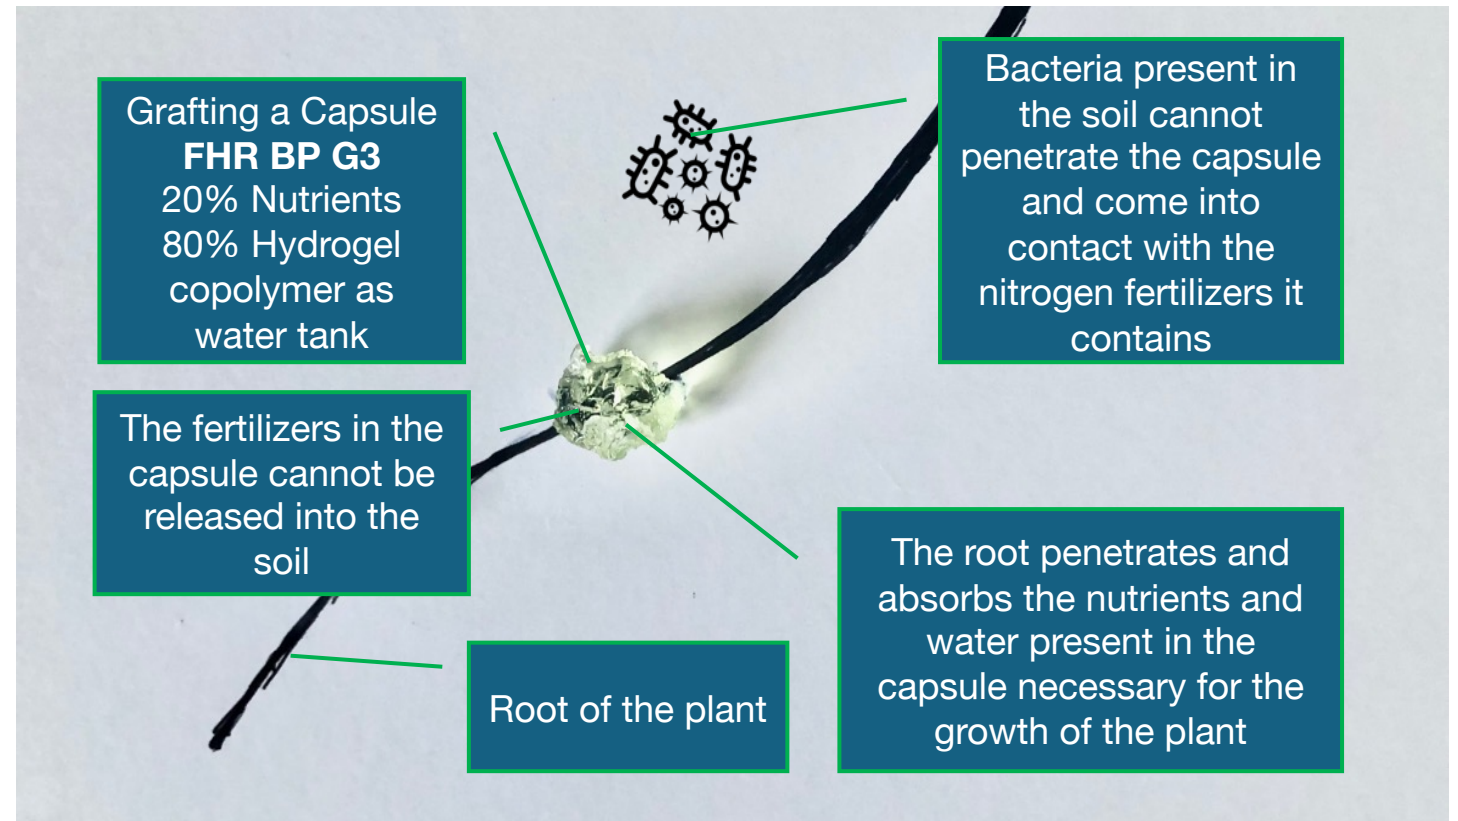 Grafting a Capsule
FHR BP G3
20% Nutrients
80% Hydrogel
copolymer as
water tank
Bacteria present in
the soil cannot
penetrate the capsule
and come into
contact with the
nitrogen fertilizers it
contains
The fertilizers in the
capsule cannot be
released into the
soil
The root penetrates and
absorbs the nutrients and
water present in the
capsule necessary for the
growth of the plant
Root of the plant